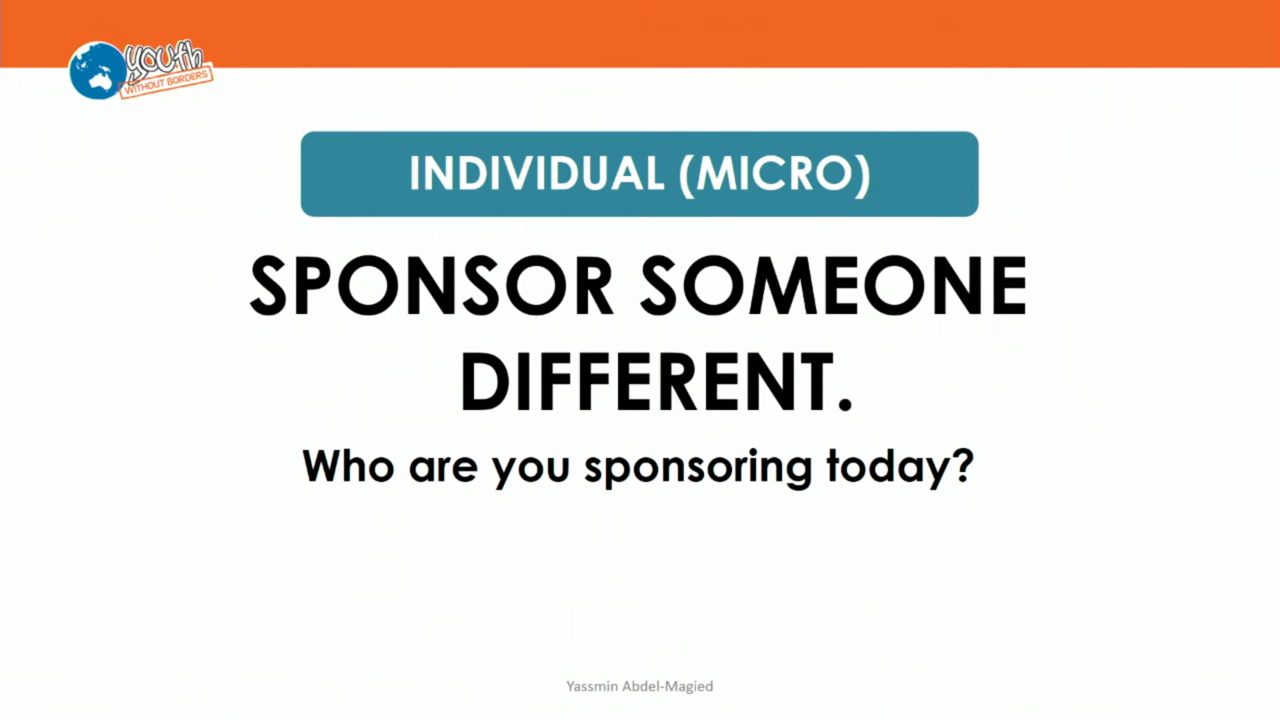 youth
WITHOUT BORDERS
INDIVIDUAL (MICRO)
SPONSOR SOMEONE
DIFFERENT.
Who are you sponsoring today?
Yassmin Abdel-Magied